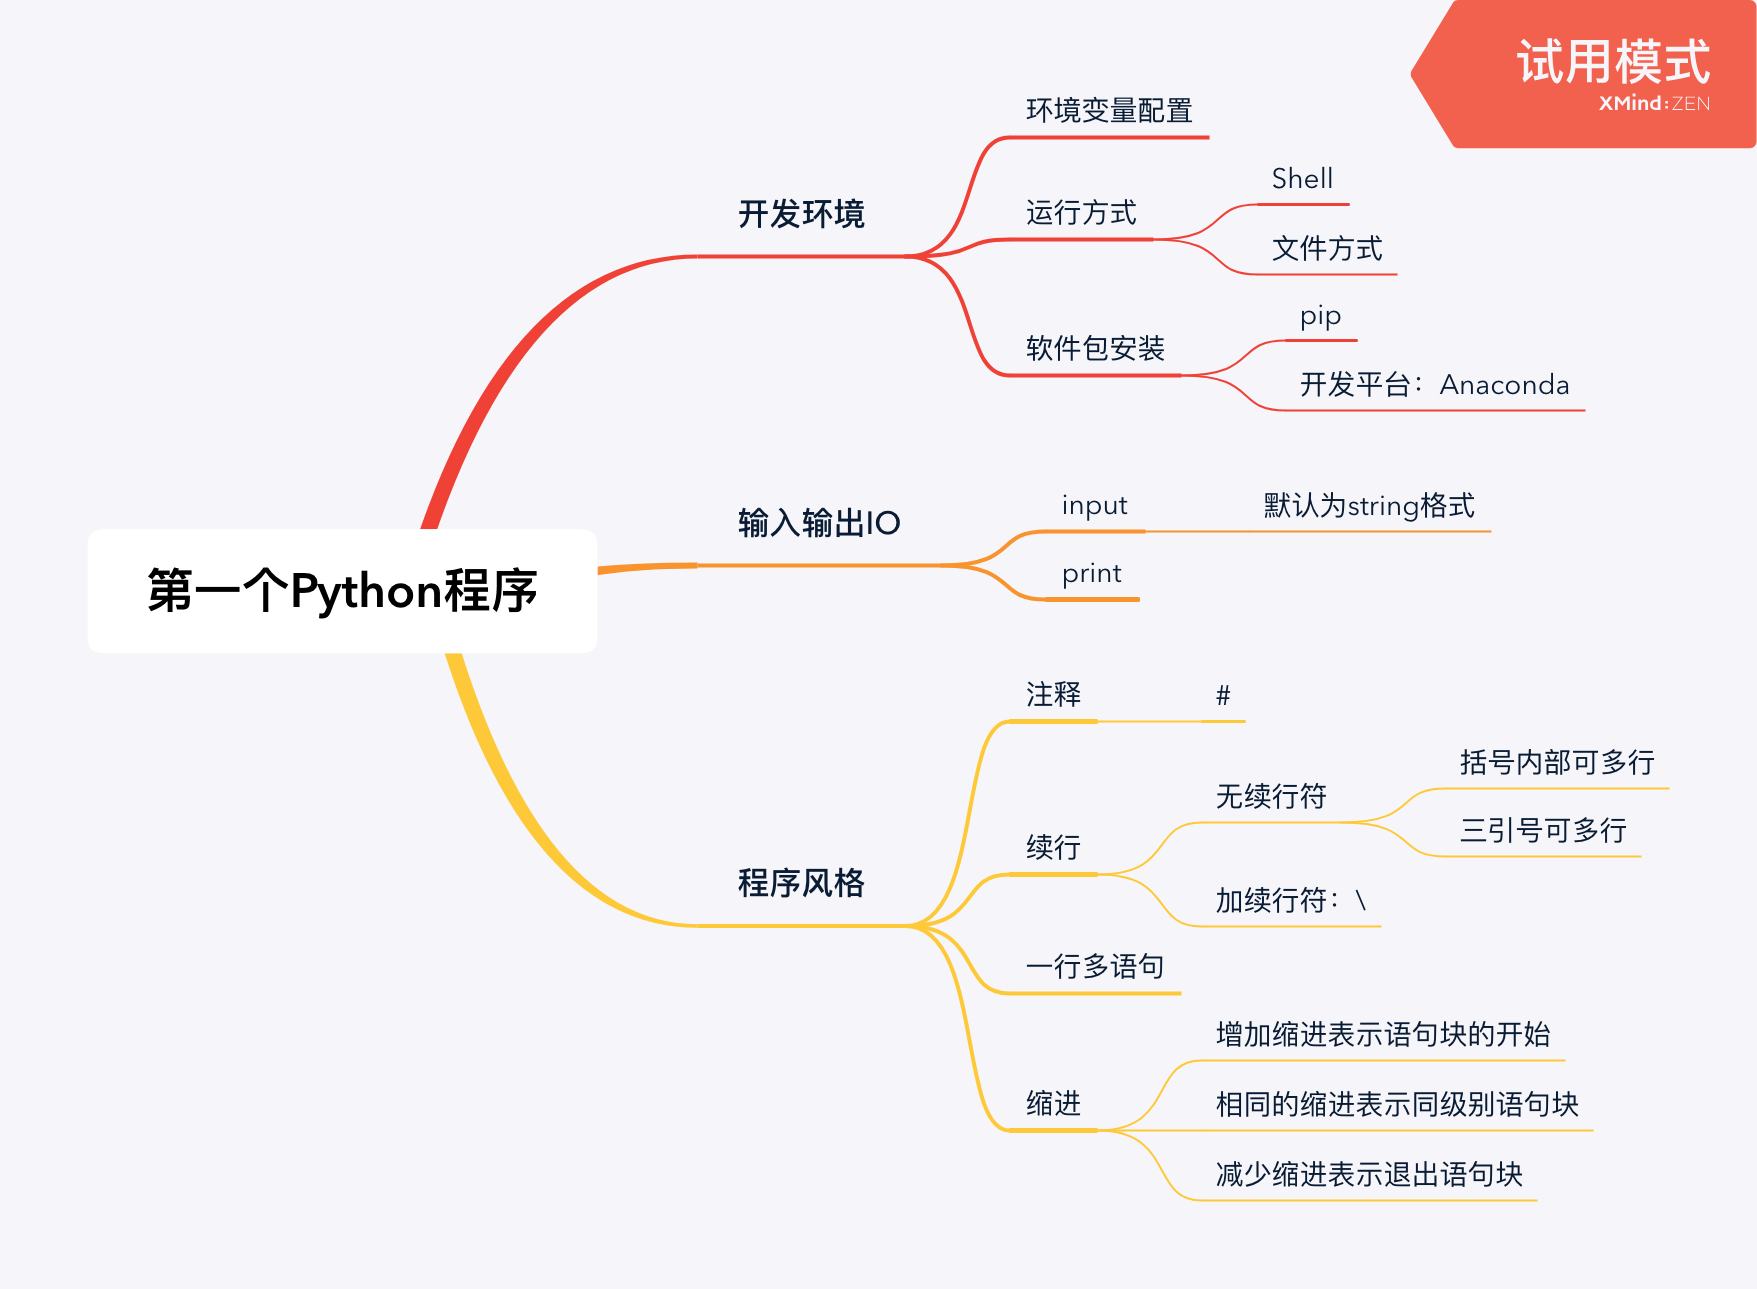 试用模式
XMind:ZEN
第一个Python程序
开发环境
环境变量配置
运行方式
Shell
文件方式
软件包安装
pip
开发平台：Anaconda
输入输出IO
input
默认为string格式
print
程序风格
注释
#
续行
无续行符
括号内部可多行
三引号可多行
加续行符：\
一行多语句
缩进
增加缩进表示语句块的开始
相同的缩进表示同级别语句块
减少缩进表示退出语句块